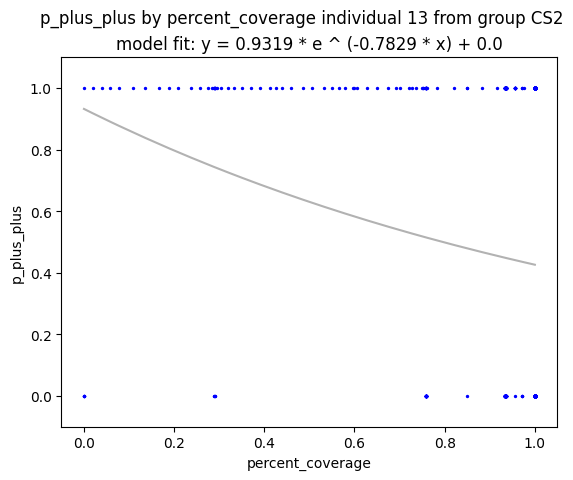 p_plus_plus by percent_coverage individual 13 from group CS2
model fit: y = 0.9319 * e ^ (-0.7829 * x) + 0.0
1.0
0.8
0.6
0.4
0.2
0.0
p_plus_plus
0.0 0.2 0.4 0.6 0.8 1.0
percent_coverage